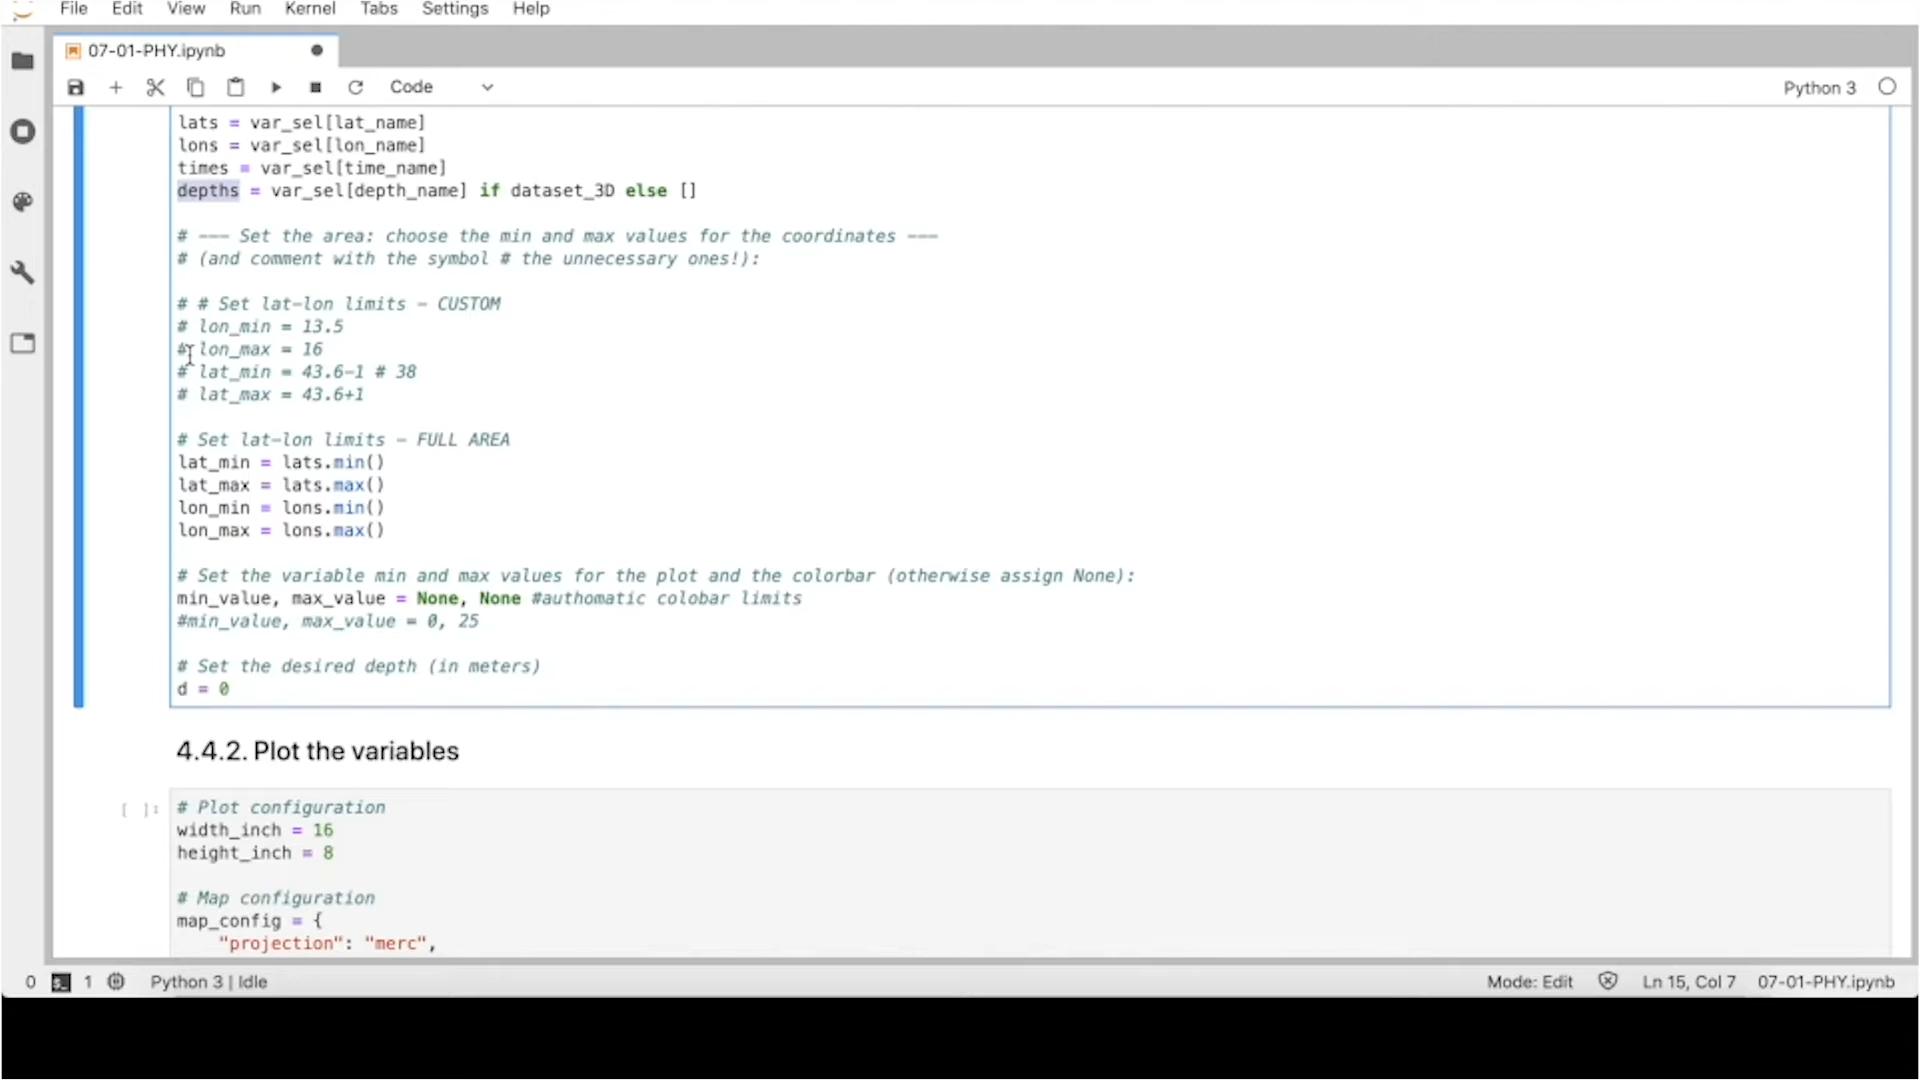 File Edit View Run Kernel Tabs Settings Help
07-01-PHY.ipynb
Code
Python 3
lats = var_sel[lat_name]
lons = var_sel[lon_name]
times = var_sel[time_name]
depths = var_sel[depth_name] if dataset_3D else []
# --- Set the area: choose the min and max values for the coordinates ---
# (and comment with the symbol # the unnecessary ones!):
# # Set lat-lon limits - CUSTOM
# lon_min = 13.5
# lon_max = 16
# lat_min = 43.6-1 # 38
# lat_max = 43.6+1
# Set lat-lon limits - FULL AREA
lat_min = lats.min()
lat_max = lats.max()
lon_min = lons.min()
lon_max = lons.max()
# Set the variable min and max values for the plot and the colorbar (otherwise assign None):
min_value, max_value = None, None #authomatic colobar limits
#min_value, max_value = 0, 25
# Set the desired depth (in meters)
d = 0
4.4.2. Plot the variables
[ ]:
# Plot configuration
width_inch = 16
height_inch = 8
# Map configuration
map_config = {
"projection": "merc",
0 1 Python 3 | Idle Mode: Edit Ln 15, Col 7 07-01-PHY.ipynb